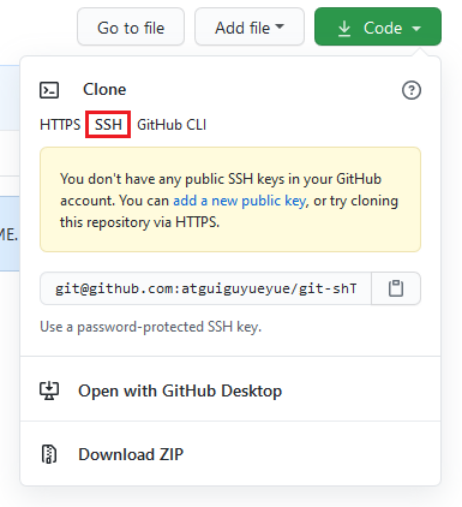 Go to file Add file Code
Clone
HTTPS SSH GitHub CLI
You don't have any public SSH keys in your GitHub
account. You can add a new public key, or try cloning
this repository via HTTPS.
ME.
git@github.com:atguiguyueyue/git-shT
Use a password-protected SSH key.
Open with GitHub Desktop
Download ZIP